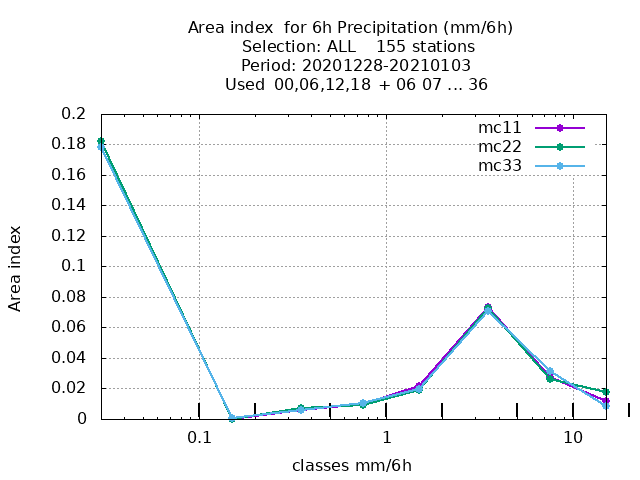 Area index  for 6h Precipitation (mm/6h)
Selection: ALL    155 stations
Period: 20201228-20210103
Used  00,06,12,18  + 06 07 ... 36
mc11
mc22
mc33
0.2
0.18
0.16
0.14
0.12
0.1
0.08
0.06
0.04
0.02
0
Area index
0.1
1
10
classes mm/6h